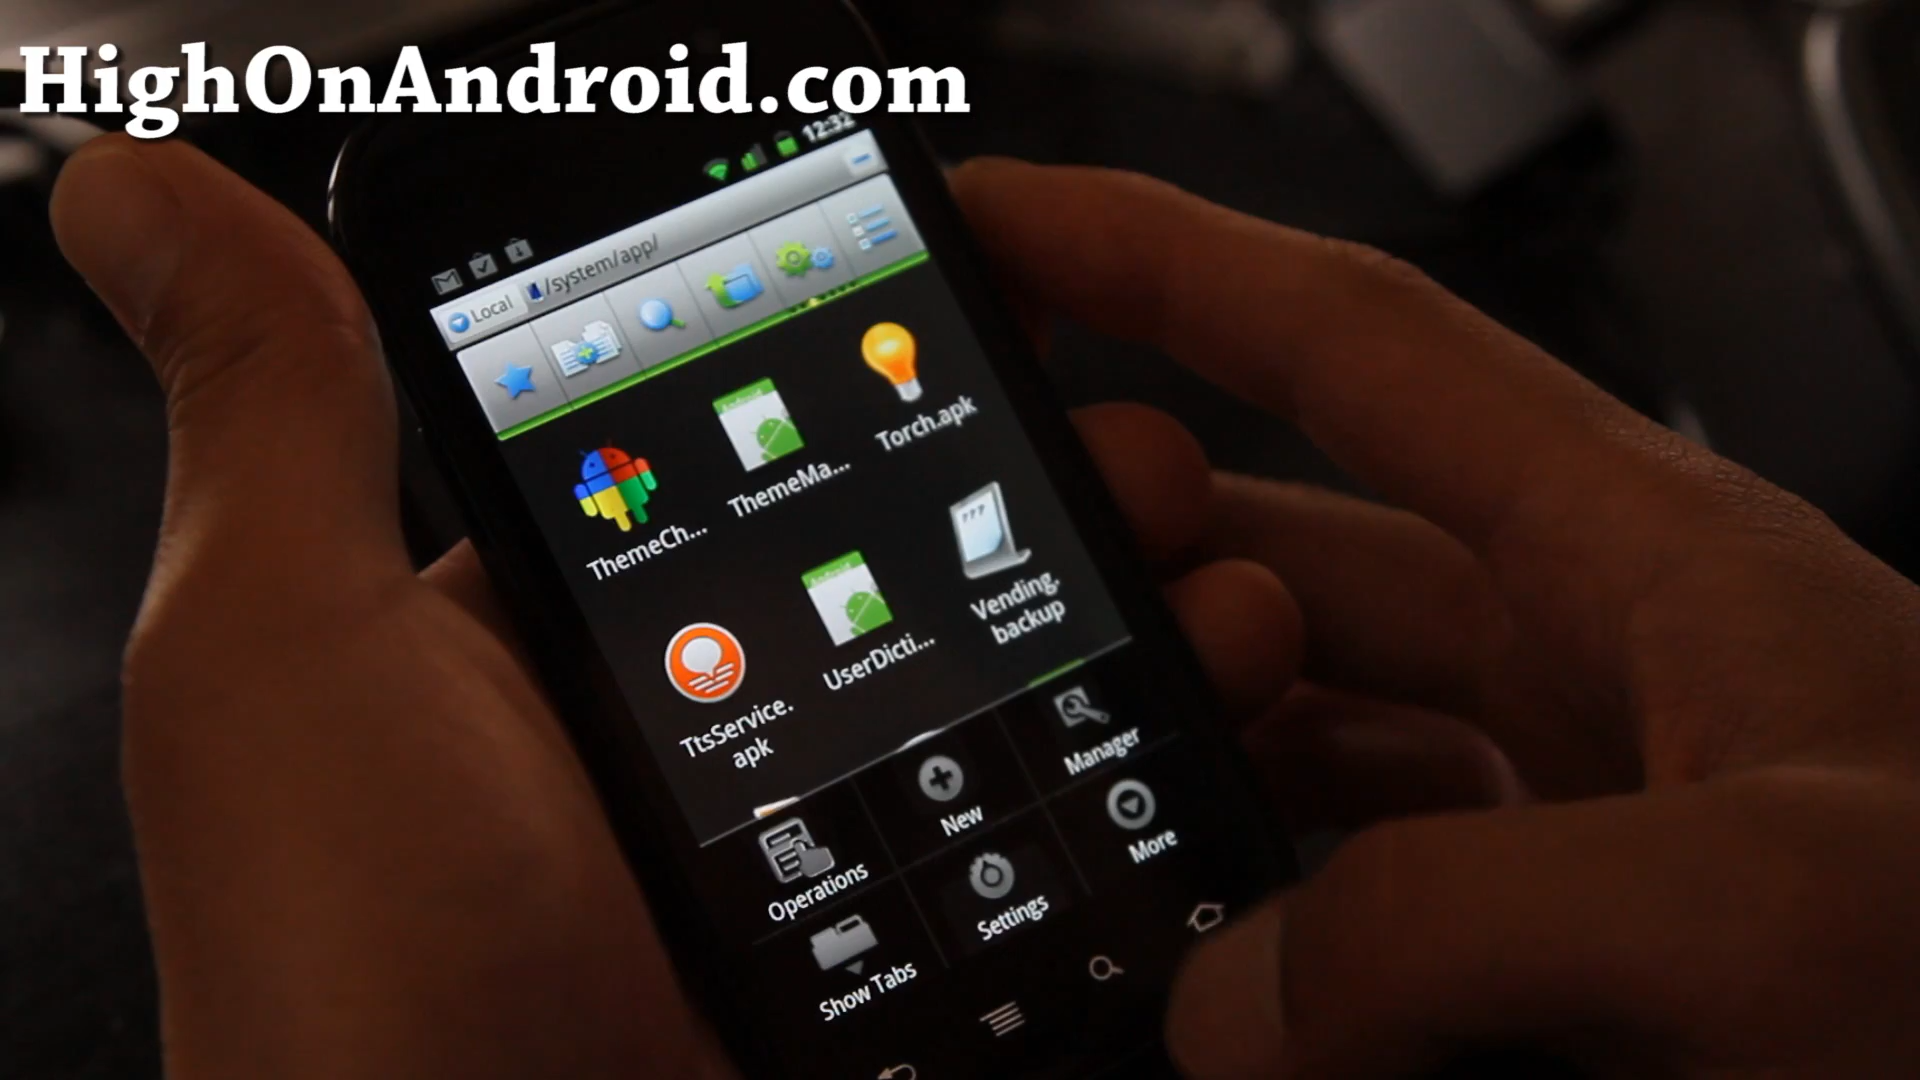 HighOnAndroid.com
12:32
Local /system/app/
ThemeCh...
ThemeMa...
Torch.apk
TtsService.
apk
UserDicti...
Vending.
backup
Operations
New
Manager
Show Tabs
Settings
More